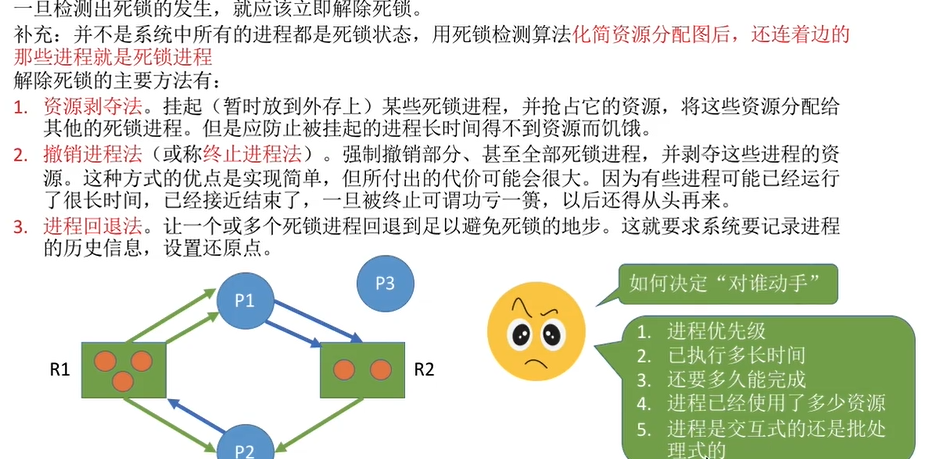 一旦检测出死锁的发生，就应该立即解除死锁。
补充：并不是系统中所有的进程都是死锁状态，用死锁检测算法化简资源分配图后，还连着边的
那些进程就是死锁进程
解除死锁的主要方法有：
1. 资源剥夺法。挂起（暂时放到外存上）某些死锁进程，并抢占它的资源，将这些资源分配给
其他的死锁进程。但是应防止被挂起的进程长时间得不到资源而饥饿。
2. 撤销进程法（或称终止进程法）。强制撤销部分、甚至全部死锁进程，并剥夺这些进程的资
源。这种方式的优点是实现简单，但所付出的代价可能会很大。因为有些进程可能已经运行
了很长时间，已经接近结束了，一旦被终止可谓功亏一篑，以后还得从头再来。
3. 进程回退法。让一个或多个死锁进程回退到足以避免死锁的地步。这就要求系统要记录进程
的历史信息，设置还原点。
P1
P3
R1
R2
P2
如何决定“对谁动手”
1. 进程优先级
2. 已执行多长时间
3. 还要多久能完成
4. 进程已经使用了多少资源
5. 进程是交互式的还是批处
理式的